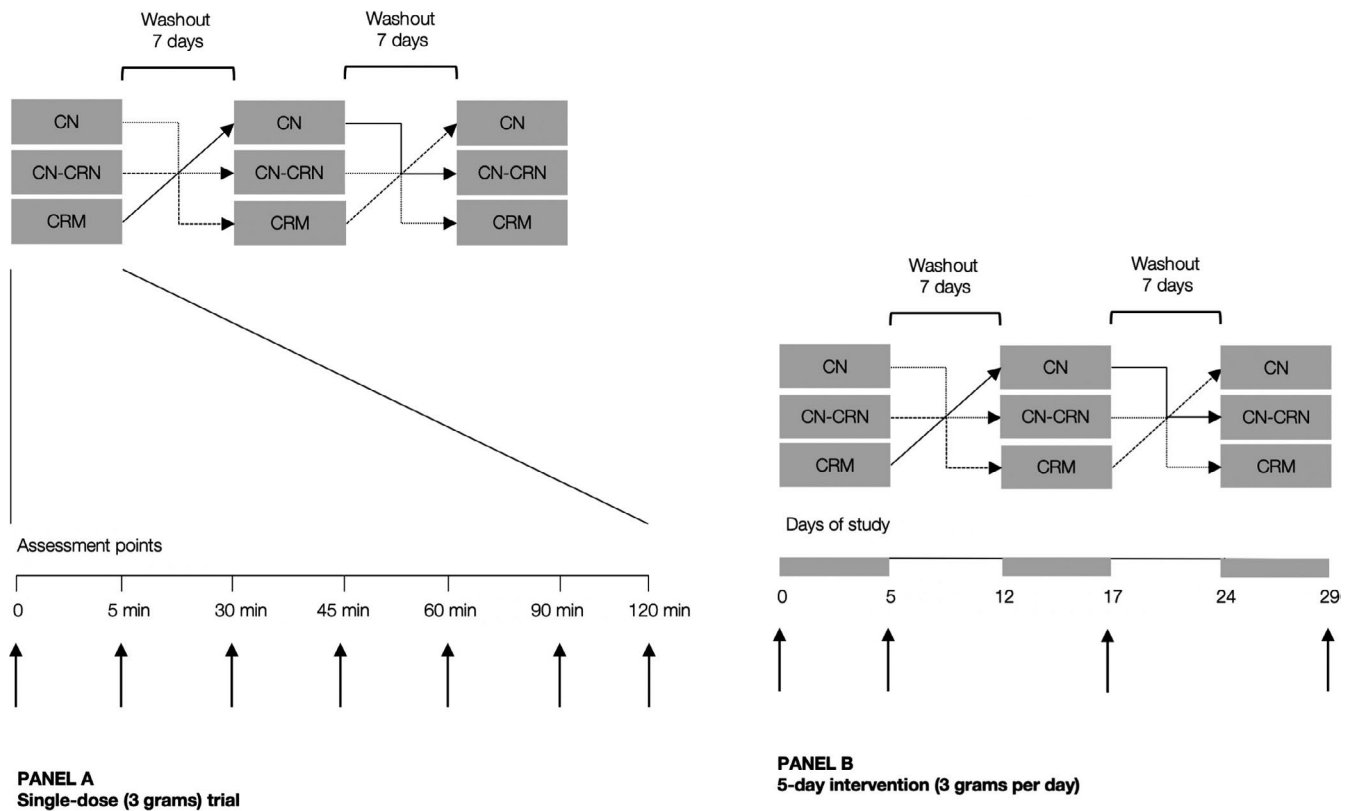 Washout
7 days
Washout
7 days
CN
CN
CN
CN-CRN
CN-CRN
CN-CRN
CRM
CRM
CRM
Assessment points
0
5 min
30 min
45 min
60 min
90 min
120 min
PANEL A
Single-dose (3 grams) trial
Washout
7 days
Washout
7 days
CN
CN
CN
CN-CRN
CN-CRN
CN-CRN
CRM
CRM
CRM
Days of study
0
5
12
17
24
29
PANEL B
5-day intervention (3 grams per day)